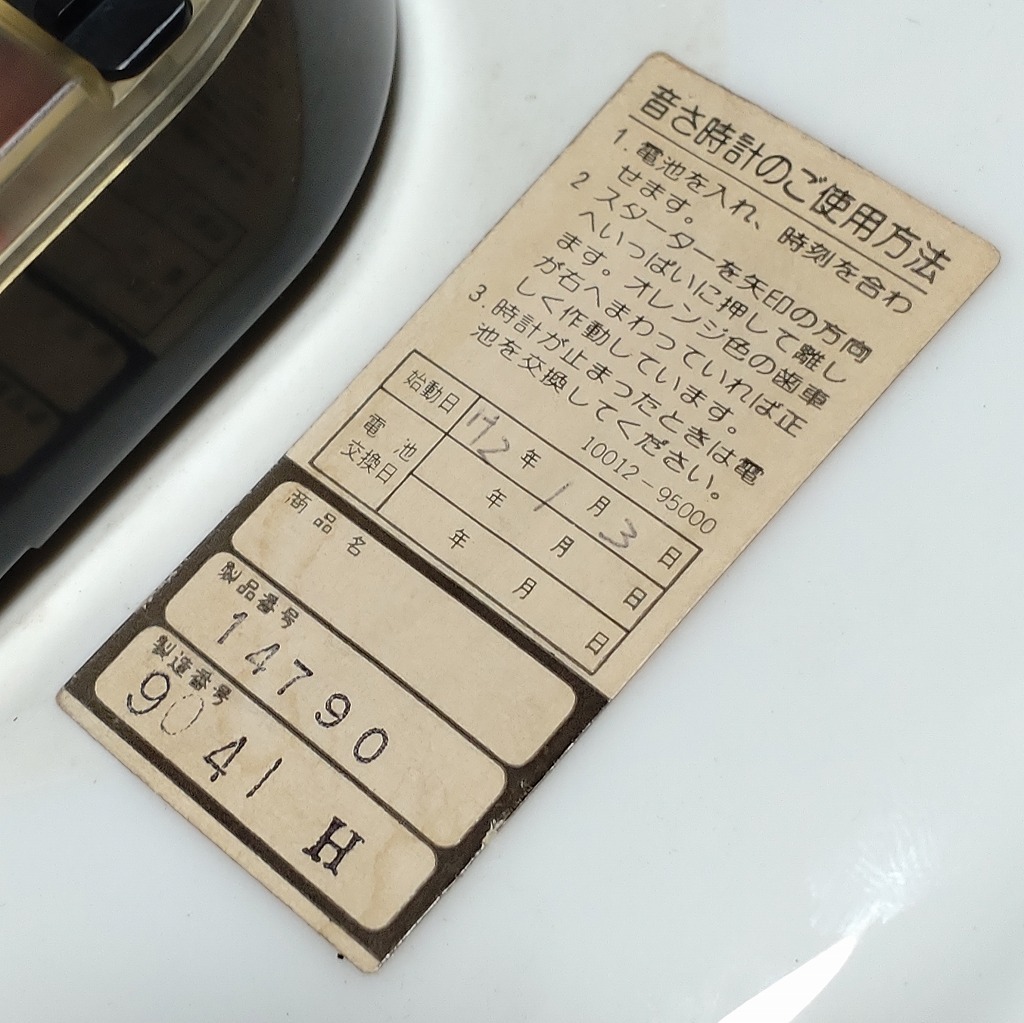 音さ時計のご使用方法
1. 電池を入れ、時刻を合わ
せます。
2 スターターを矢印の方向
へいっぱいに押して離し
ます。オレンジ色の歯車
が右へまわっていれば正
しく作動しています。
3. 時計が止まったときは電
池を交換してください。
10012-95000
始動日 H2年 1月 3日
電池 年 月 日
交換日 年 月 日
商品名
製品番号
14790
製造番号
9041 H